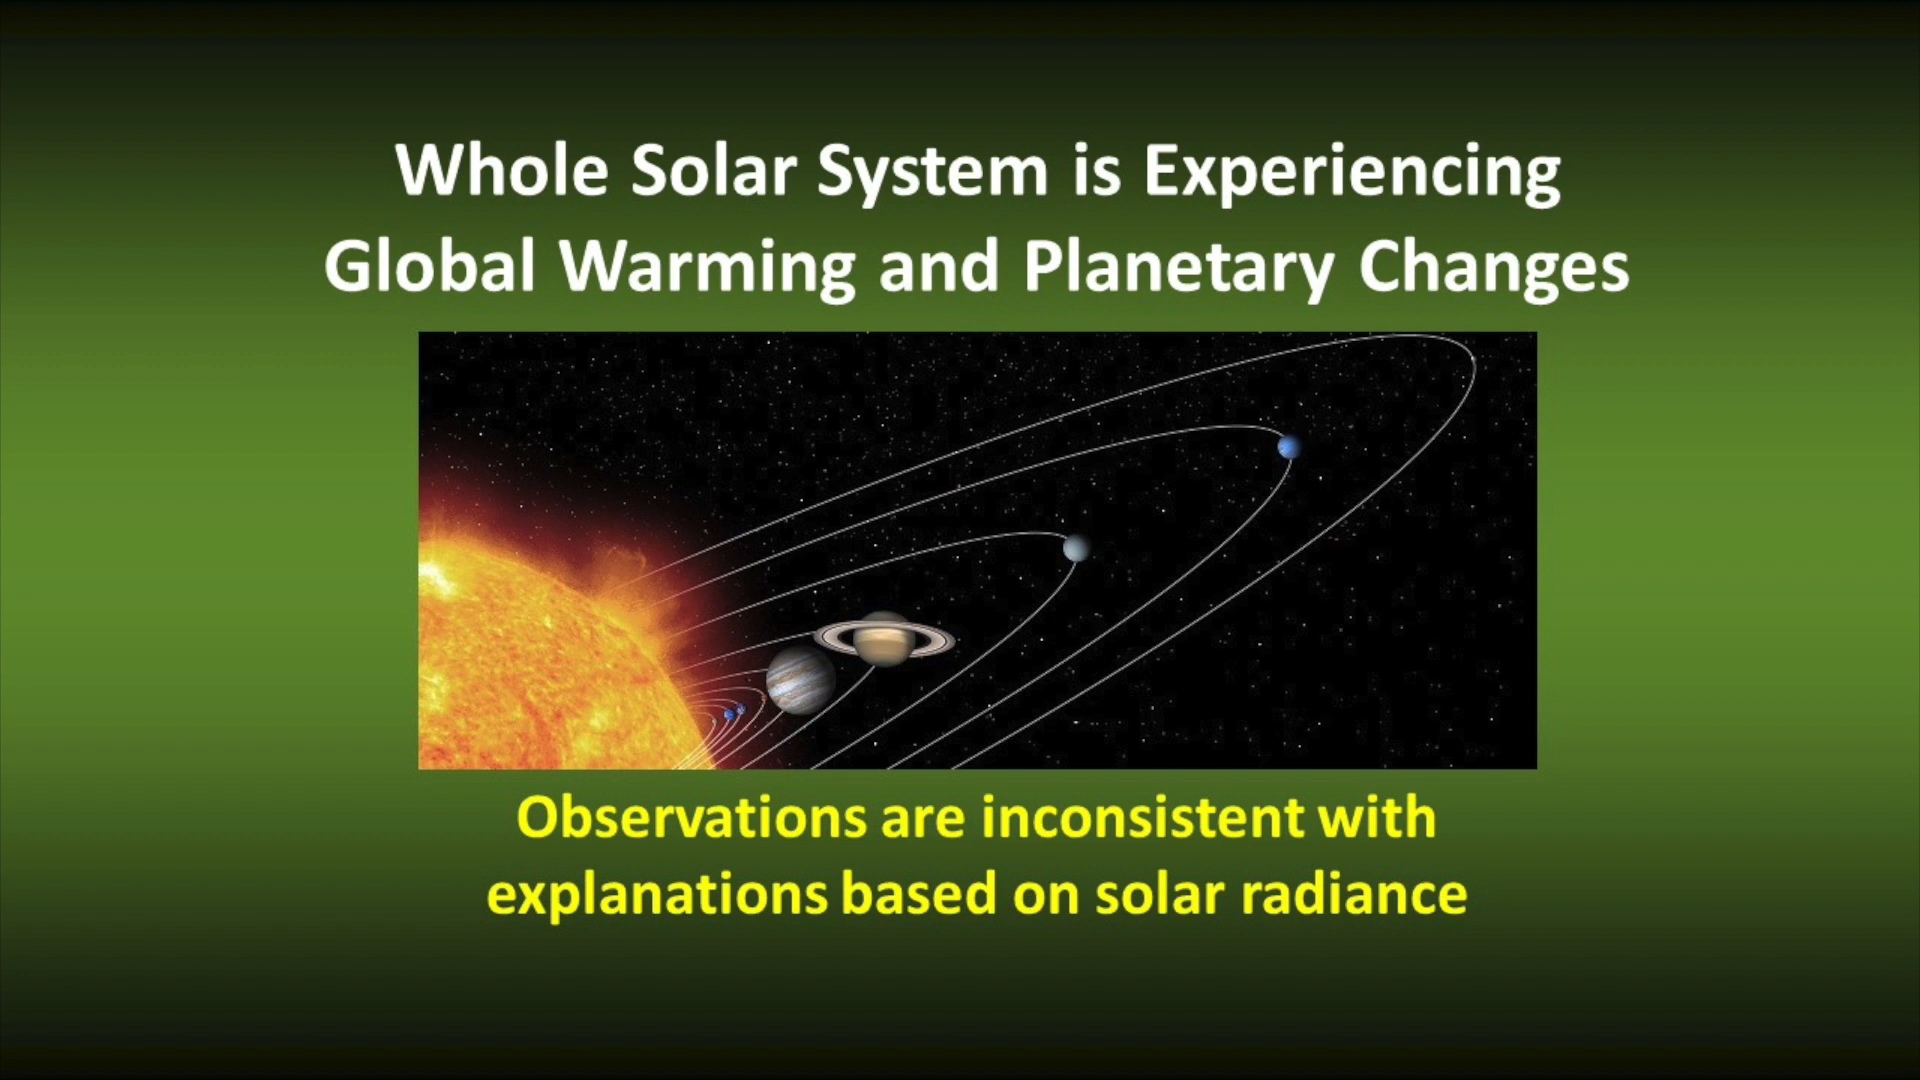 Whole Solar System is Experiencing
Global Warming and Planetary Changes
Observations are inconsistent with
explanations based on solar radiance